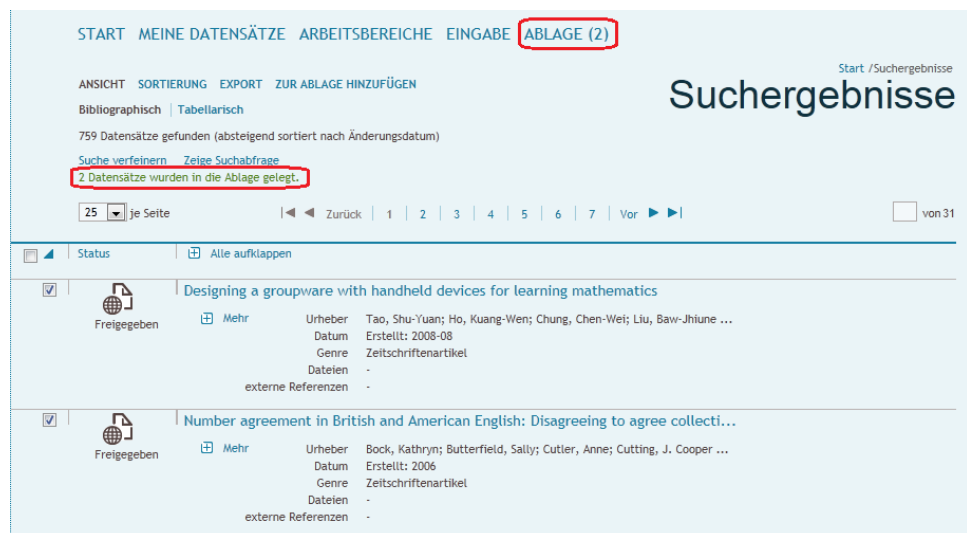 START MEINE DATENSÄTZE ARBEITSBEREICHE EINGABE ABLAGE (2)
Start /Suchergebnisse
Suchergebnisse
ANSICHT SORTIERUNG EXPORT ZUR ABLAGE HINZUFÜGEN
Bibliographisch | Tabellarisch
759 Datensätze gefunden (absteigend sortiert nach Änderungsdatum)
Suche verfeinern Zeige Suchabfrage
2 Datensätze wurden in die Ablage gelegt.
25 je Seite Zurück | 1 | 2 | 3 | 4 | 5 | 6 | 7 | Vor von 31
Status Alle aufklappen
Designing a groupware with handheld devices for learning mathematics
Freigegeben Mehr Urheber Tao, Shu-Yuan; Ho, Kuang-Wen; Chung, Chen-Wei; Liu, Baw-Jhiune ...
Datum Erstellt: 2008-08
Genre Zeitschriftenartikel
Dateien -
externe Referenzen -
Number agreement in British and American English: Disagreeing to agree collecti...
Freigegeben Mehr Urheber Bock, Kathryn; Butterfield, Sally; Cutler, Anne; Cutting, J. Cooper ...
Datum Erstellt: 2006
Genre Zeitschriftenartikel
Dateien -
externe Referenzen -